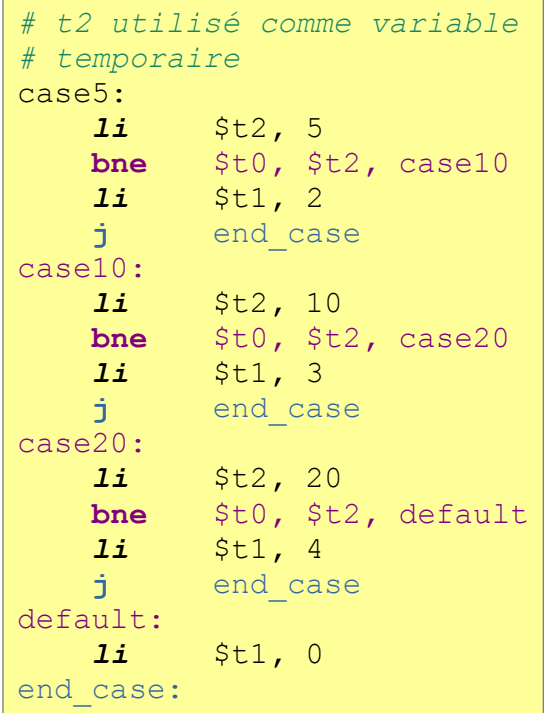 # t2 utilisé comme variable
# temporaire
case5:
    li      $t2, 5
    bne     $t0, $t2, case10
    li      $t1, 2
    j       end_case
case10:
    li      $t2, 10
    bne     $t0, $t2, case20
    li      $t1, 3
    j       end_case
case20:
    li      $t2, 20
    bne     $t0, $t2, default
    li      $t1, 4
    j       end_case
default:
    li      $t1, 0
end_case: